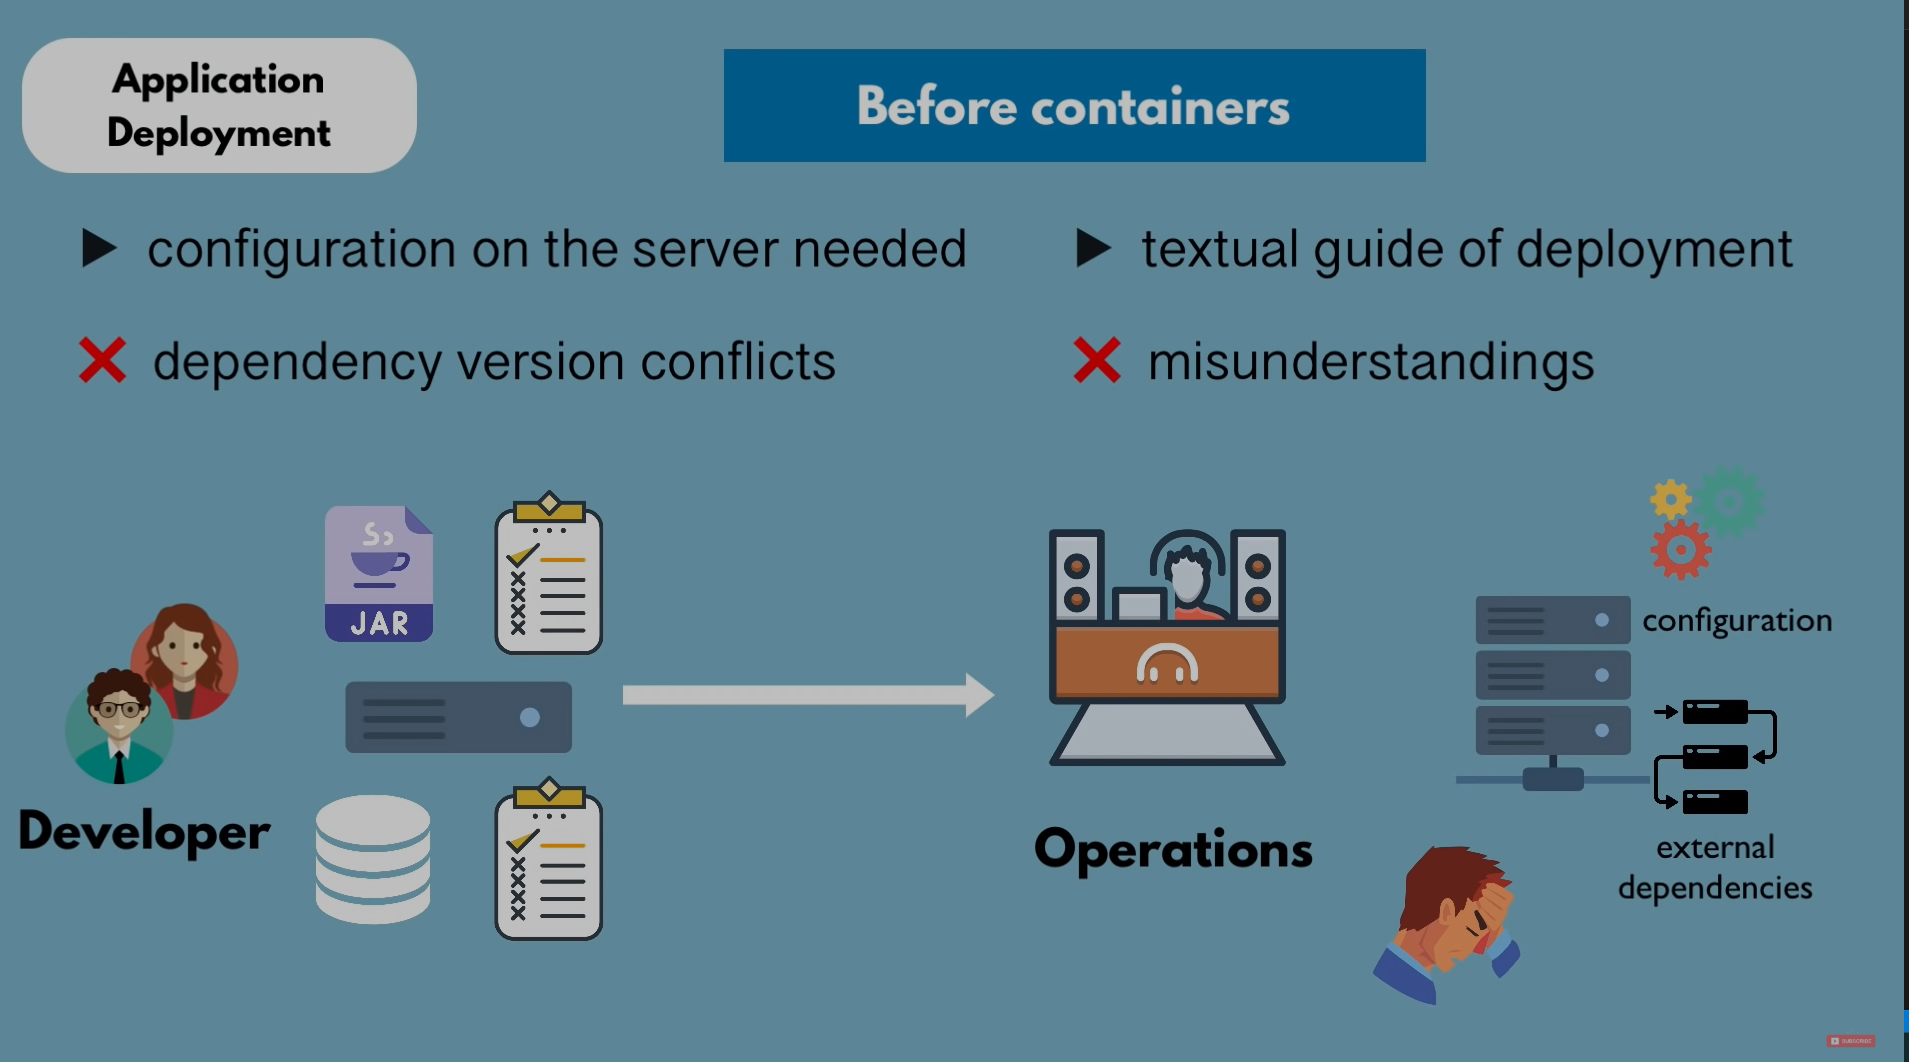 Application
Deployment
Before containers
configuration on the server needed
textual guide of deployment
dependency version conflicts
misunderstandings
JAR
configuration
Developer
Operations
external
dependencies
SUBSCRIBE